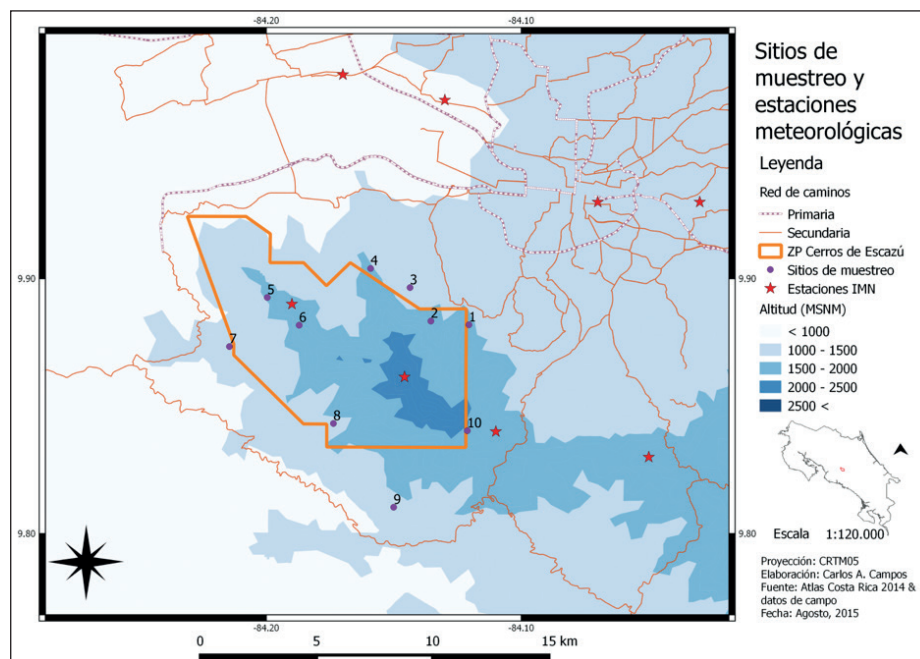 -84.20
-84.10
9.90
9.90
9.80
9.80
-84.20
-84.10
1
2
3
4
5
6
7
8
9
10
0
5
10
15 km
Sitios de
muestreo y
estaciones
meteorológicas
Leyenda
Red de caminos
Primaria
Secundaria
ZP Cerros de Escazú
Sitios de muestreo
Estaciones IMN
Altitud (MSNM)
< 1000
1000 - 1500
1500 - 2000
2000 - 2500
2500 <
Escala 1:120.000
Proyección: CRTM05
Elaboración: Carlos A. Campos
Fuente: Atlas Costa Rica 2014 &
datos de campo
Fecha: Agosto, 2015